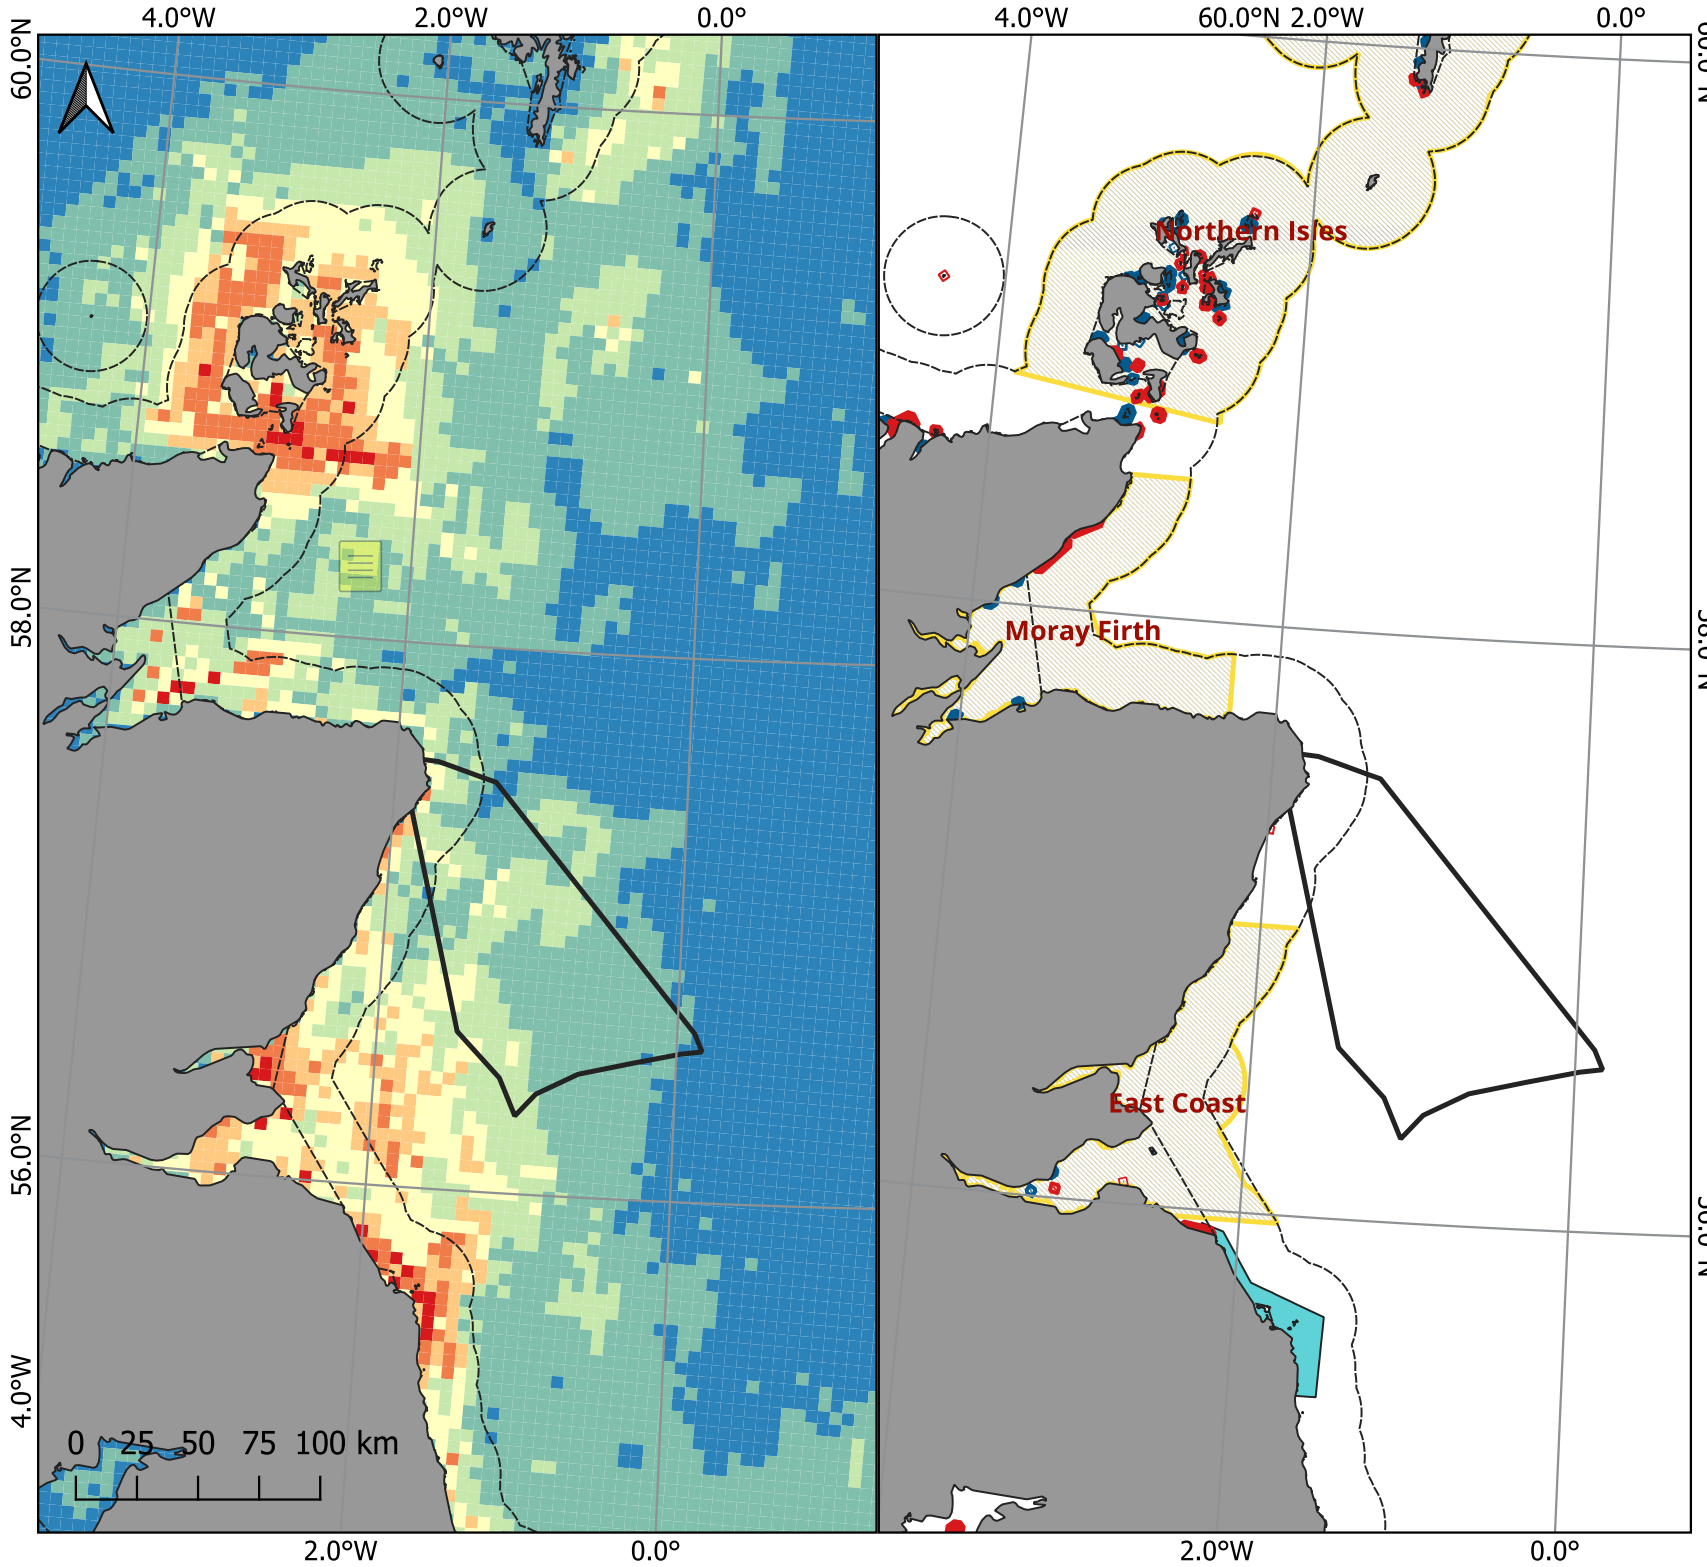 4.0°W 2.0°W 0.0° 4.0°W 60.0°N 2.0°W 0.0°
60.0°N
Northern Isles
58.0°N
Moray Firth
East Coast
56.0°N
4.0°W
0 25 50 75 100 km
2.0°W 0.0° 2.0°W 0.0°